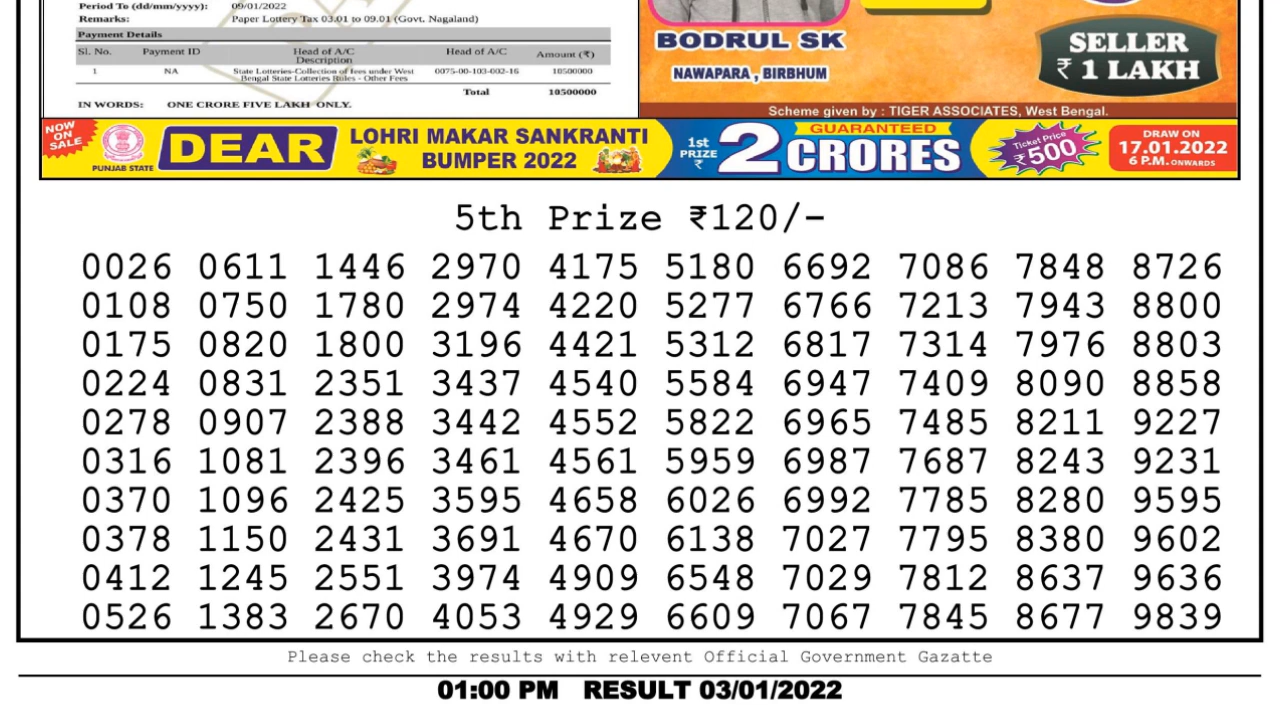 Period To (dd/mm/yyyy): 09/01/2022
Remarks: Paper Lottery Tax 03.01 to 09.01 (Govt. Nagaland)
Payment Details
Sl. No. Payment ID Head of A/C Description Head of A/C Amount (₹)
1 NA State Lotteries-Collection of fees under West Bengal State Lotteries Rules - Other Fees 0075-00-103-002-16 10500000
Total 10500000
IN WORDS: ONE CRORE FIVE LAKH ONLY.
BODRUL SK
NAWAPARA , BIRBHUM
SELLER
₹ 1 LAKH
Scheme given by : TIGER ASSOCIATES, West Bengal.
NOW
ON
SALE
PUNJAB STATE
DEAR
LOHRI MAKAR SANKRANTI
BUMPER 2022
1st
PRIZE
₹
2
GUARANTEED
CRORES
Ticket Price
₹500
DRAW ON
17.01.2022
6 P.M. ONWARDS
5th Prize ₹120/-
0026 0611 1446 2970 4175 5180 6692 7086 7848 8726
0108 0750 1780 2974 4220 5277 6766 7213 7943 8800
0175 0820 1800 3196 4421 5312 6817 7314 7976 8803
0224 0831 2351 3437 4540 5584 6947 7409 8090 8858
0278 0907 2388 3442 4552 5822 6965 7485 8211 9227
0316 1081 2396 3461 4561 5959 6987 7687 8243 9231
0370 1096 2425 3595 4658 6026 6992 7785 8280 9595
0378 1150 2431 3691 4670 6138 7027 7795 8380 9602
0412 1245 2551 3974 4909 6548 7029 7812 8637 9636
0526 1383 2670 4053 4929 6609 7067 7845 8677 9839
Please check the results with relevent Official Government Gazatte
01:00 PM RESULT 03/01/2022